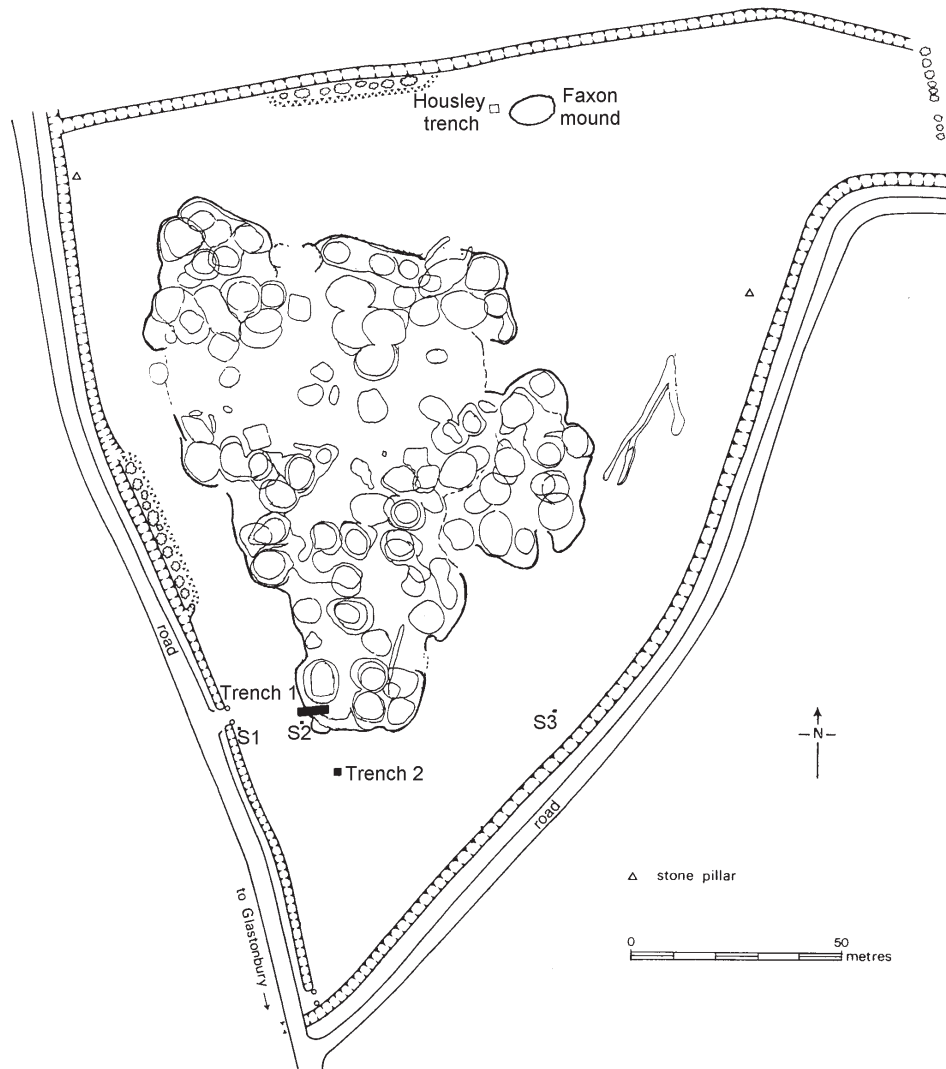 Housley
trench
Faxon
mound
road
Trench 1
S1
S2
S3
Trench 2
N
road
to Glastonbury
stone pillar
0
50
metres